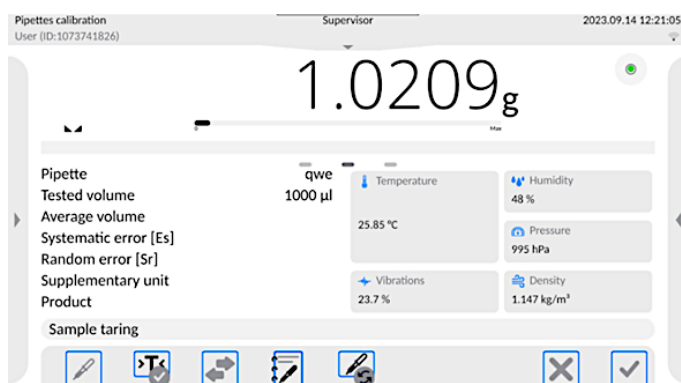 Pipettes calibration Supervisor 2023.09.14 12:21:05
User (ID:1073741826)
1.0209 g
0 Max
Pipette qwe
Tested volume 1000 µl
Average volume
Systematic error [Es]
Random error [Sr]
Supplementary unit
Product
Temperature
25.85 °C
Humidity
48 %
Pressure
995 hPa
Vibrations
23.7 %
Density
1.147 kg/m³
Sample taring
>T<